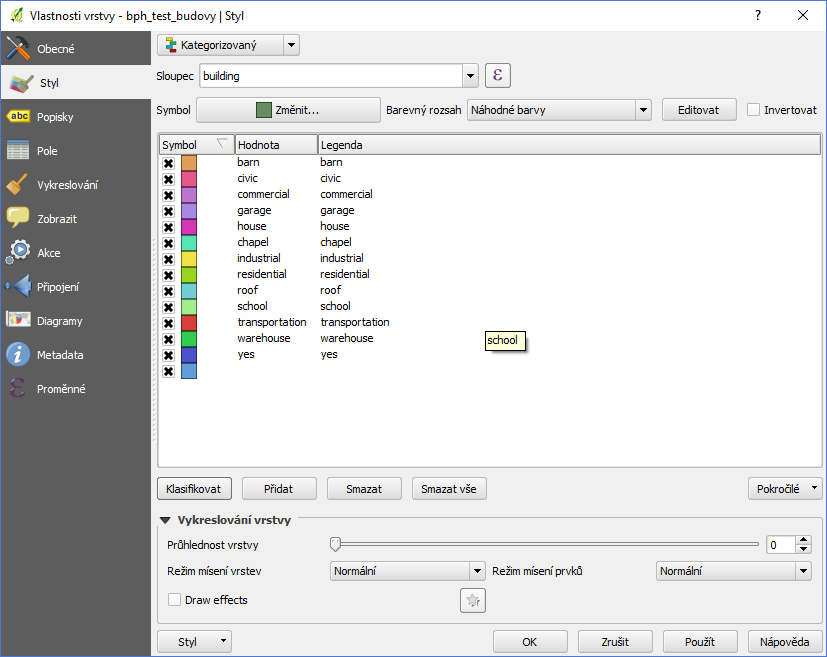 Vlastnosti vrstvy - bph_test_budovy | Styl ?
Obecné
Styl
Popisky
Pole
Vykreslování
Zobrazit
Akce
Připojení
Diagramy
Metadata
Proměnné
abc
Kategorizovaný
Sloupec building ε
Symbol Změnit... Barevný rozsah Náhodné barvy Editovat Invertovat
Symbol Hodnota Legenda
barn barn
civic civic
commercial commercial
garage garage
house house
chapel chapel
industrial industrial
residential residential
roof roof
school school
transportation transportation
warehouse warehouse
yes yes
school
Klasifikovat Přidat Smazat Smazat vše Pokročilé
Vykreslování vrstvy
Průhlednost vrstvy 0
Režim mísení vrstev Normální Režim mísení prvků Normální
Draw effects
Styl OK Zrušit Použít Nápověda